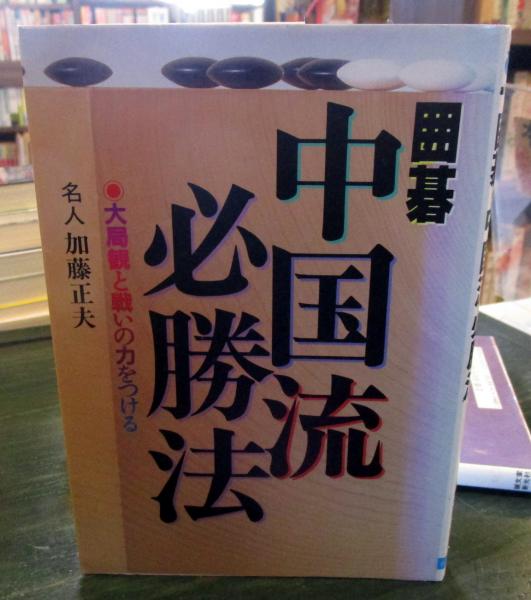 囲碁
中国流
必勝法
◉大局観と戦いの力をつける
名人 加藤正夫